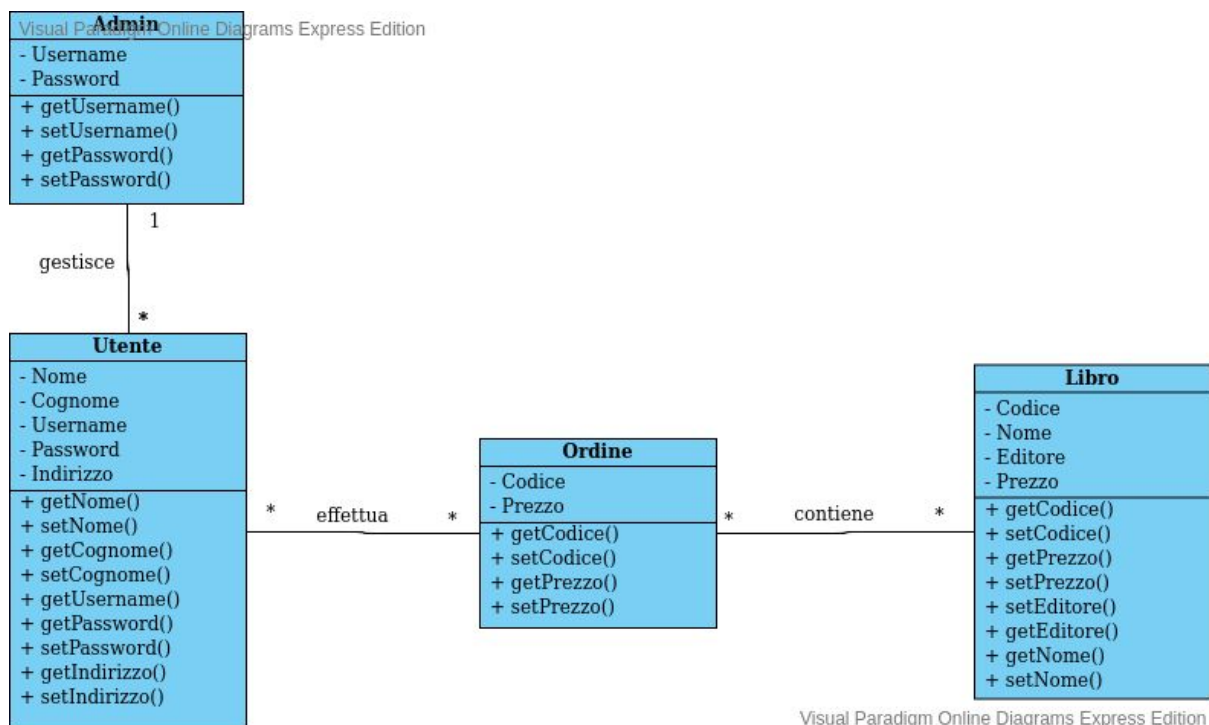 Visual Paradigm Online Diagrams Express Edition
Admin
- Username
- Password
+ getUsername()
+ setUsername()
+ getPassword()
+ setPassword()
1
gestisce
*
Utente
- Nome
- Cognome
- Username
- Password
- Indirizzo
+ getNome()
+ setNome()
+ getCognome()
+ setCognome()
+ getUsername()
+ getPassword()
+ setPassword()
+ getIndirizzo()
+ setIndirizzo()
* effettua *
Ordine
- Codice
- Prezzo
+ getCodice()
+ setCodice()
+ getPrezzo()
+ setPrezzo()
* contiene *
Libro
- Codice
- Nome
- Editore
- Prezzo
+ getCodice()
+ setCodice()
+ getPrezzo()
+ setPrezzo()
+ setEditore()
+ getEditore()
+ getNome()
+ setNome()
Visual Paradigm Online Diagrams Express Edition